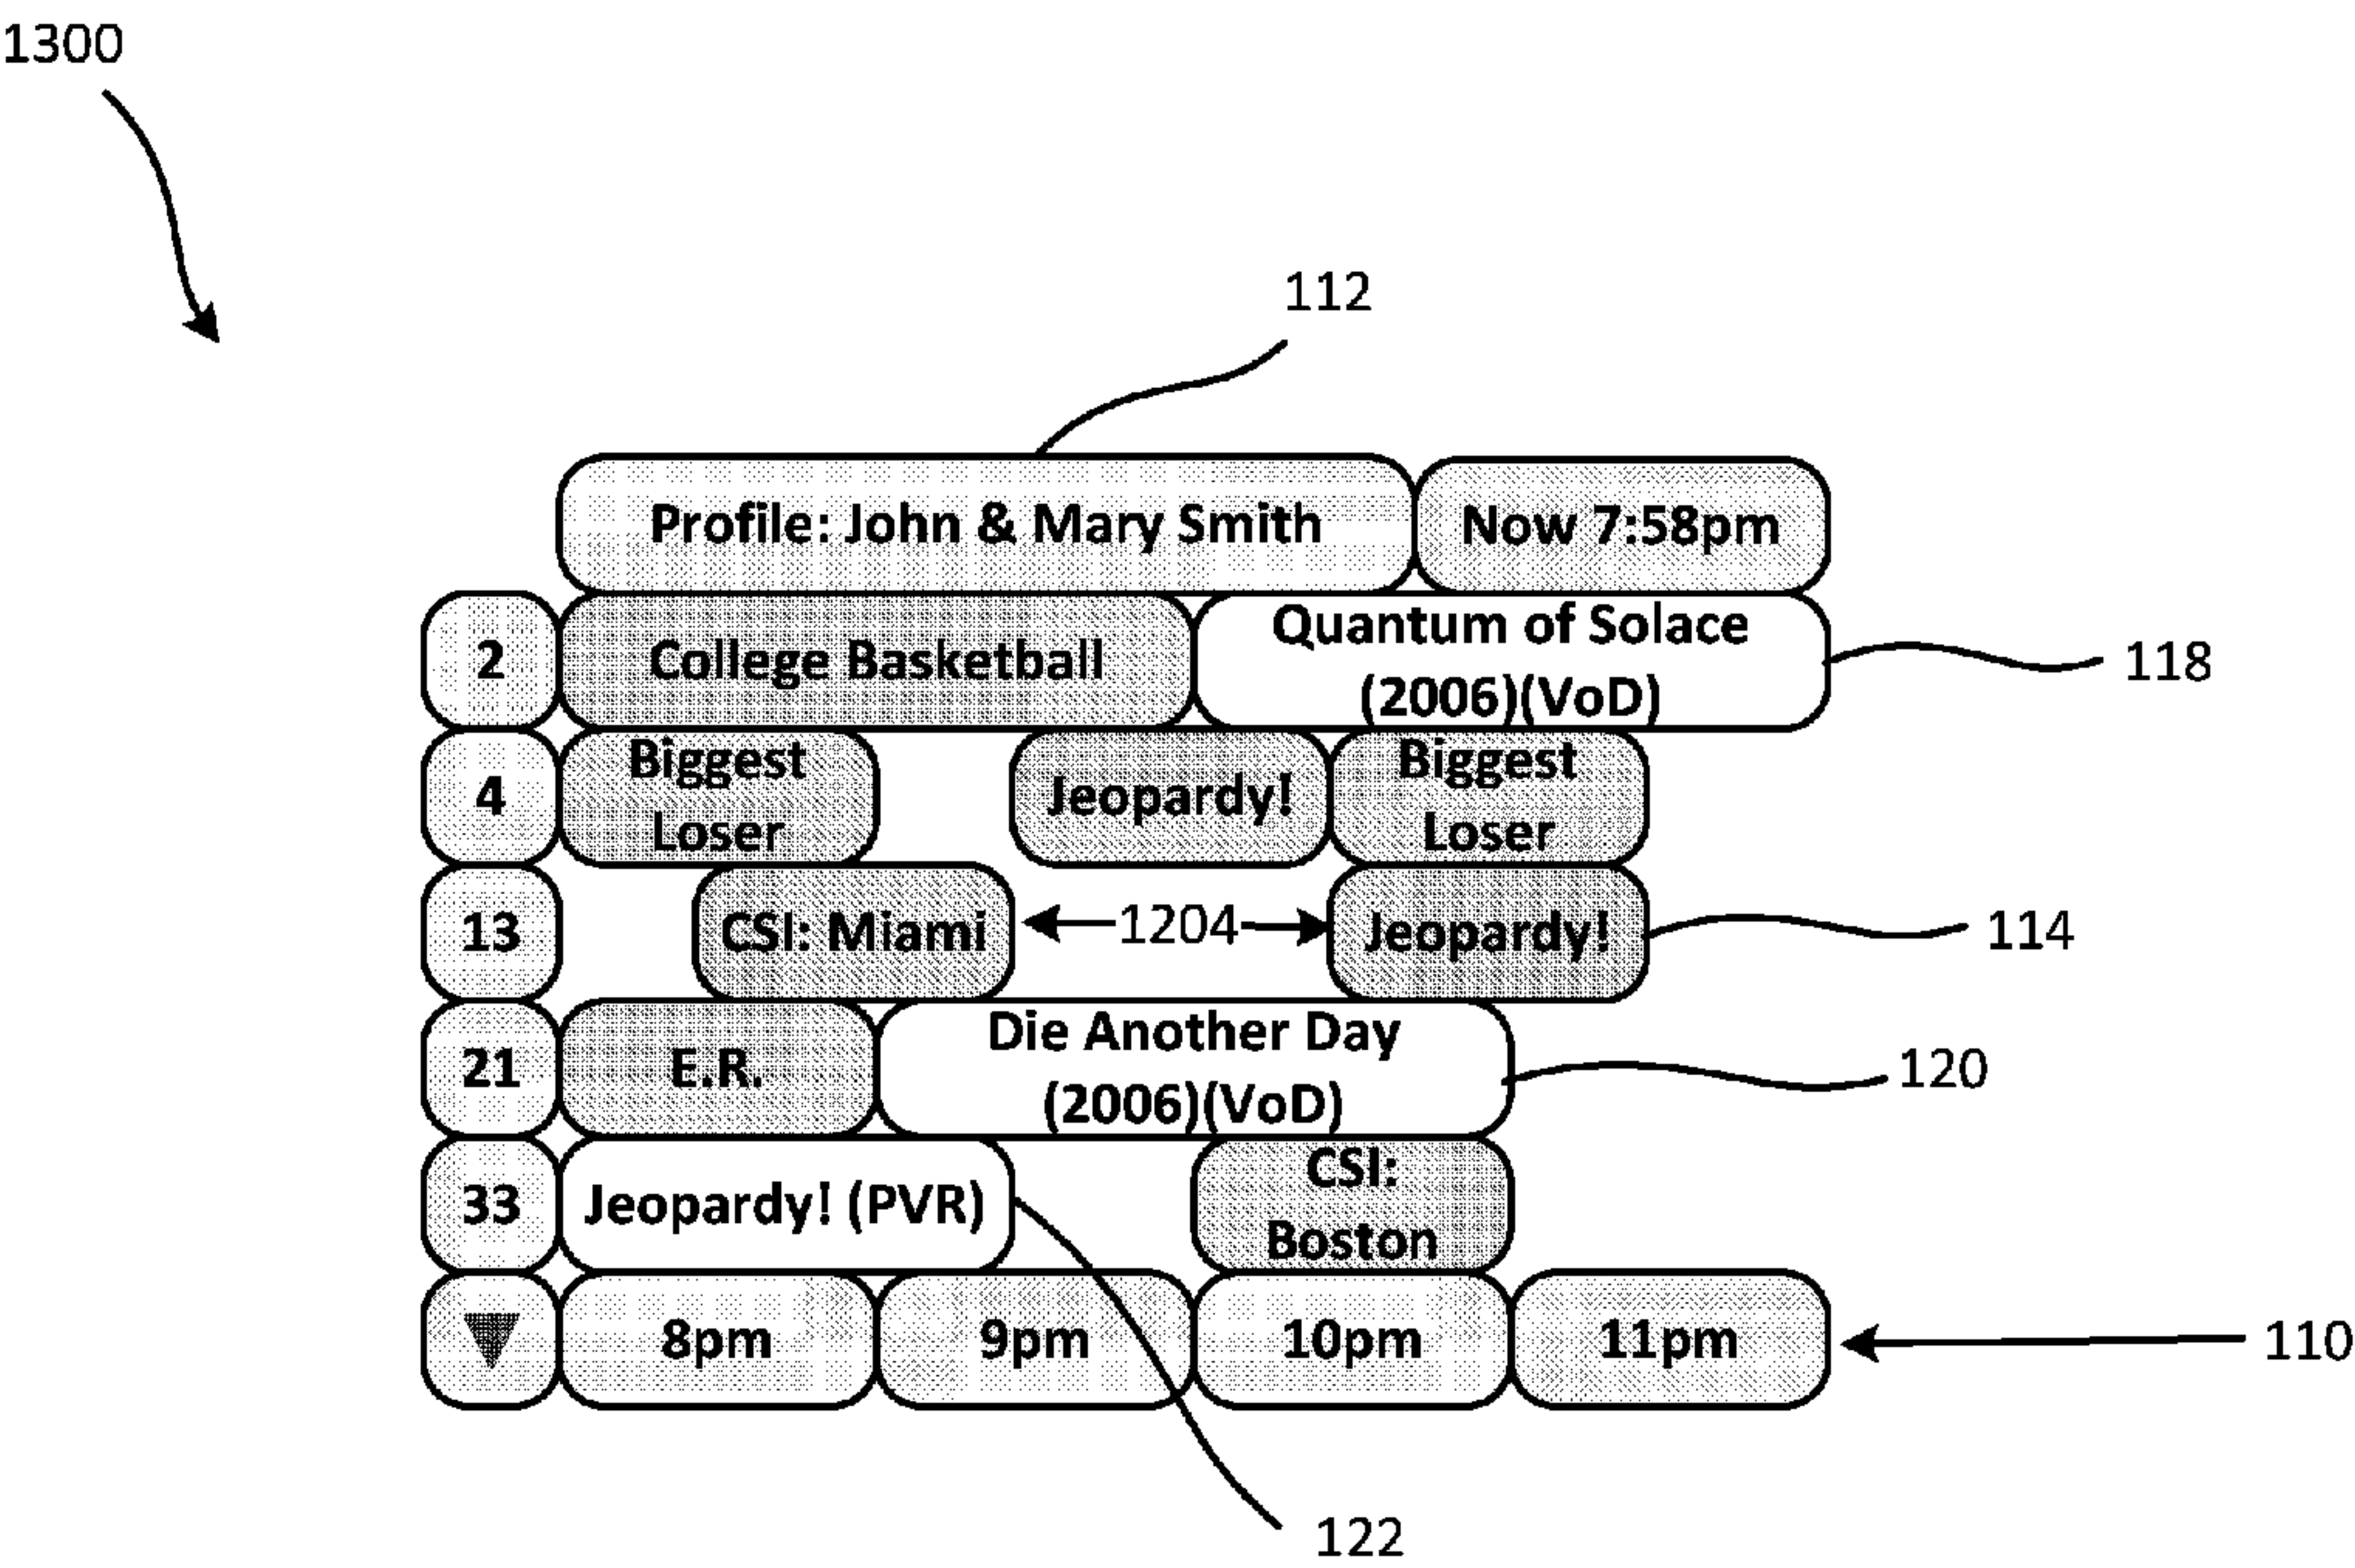 1300
112
Profile: John & Mary Smith Now 7:58pm
2 College Basketball Quantum of Solace
(2006)(VoD)
118
4 Biggest
Loser Jeopardy! Biggest
Loser
13 CSI: Miami 1204 Jeopardy! 114
21 E.R. Die Another Day
(2006)(VoD)
120
33 Jeopardy! (PVR) CSI:
Boston
8pm 9pm 10pm 11pm 110
122